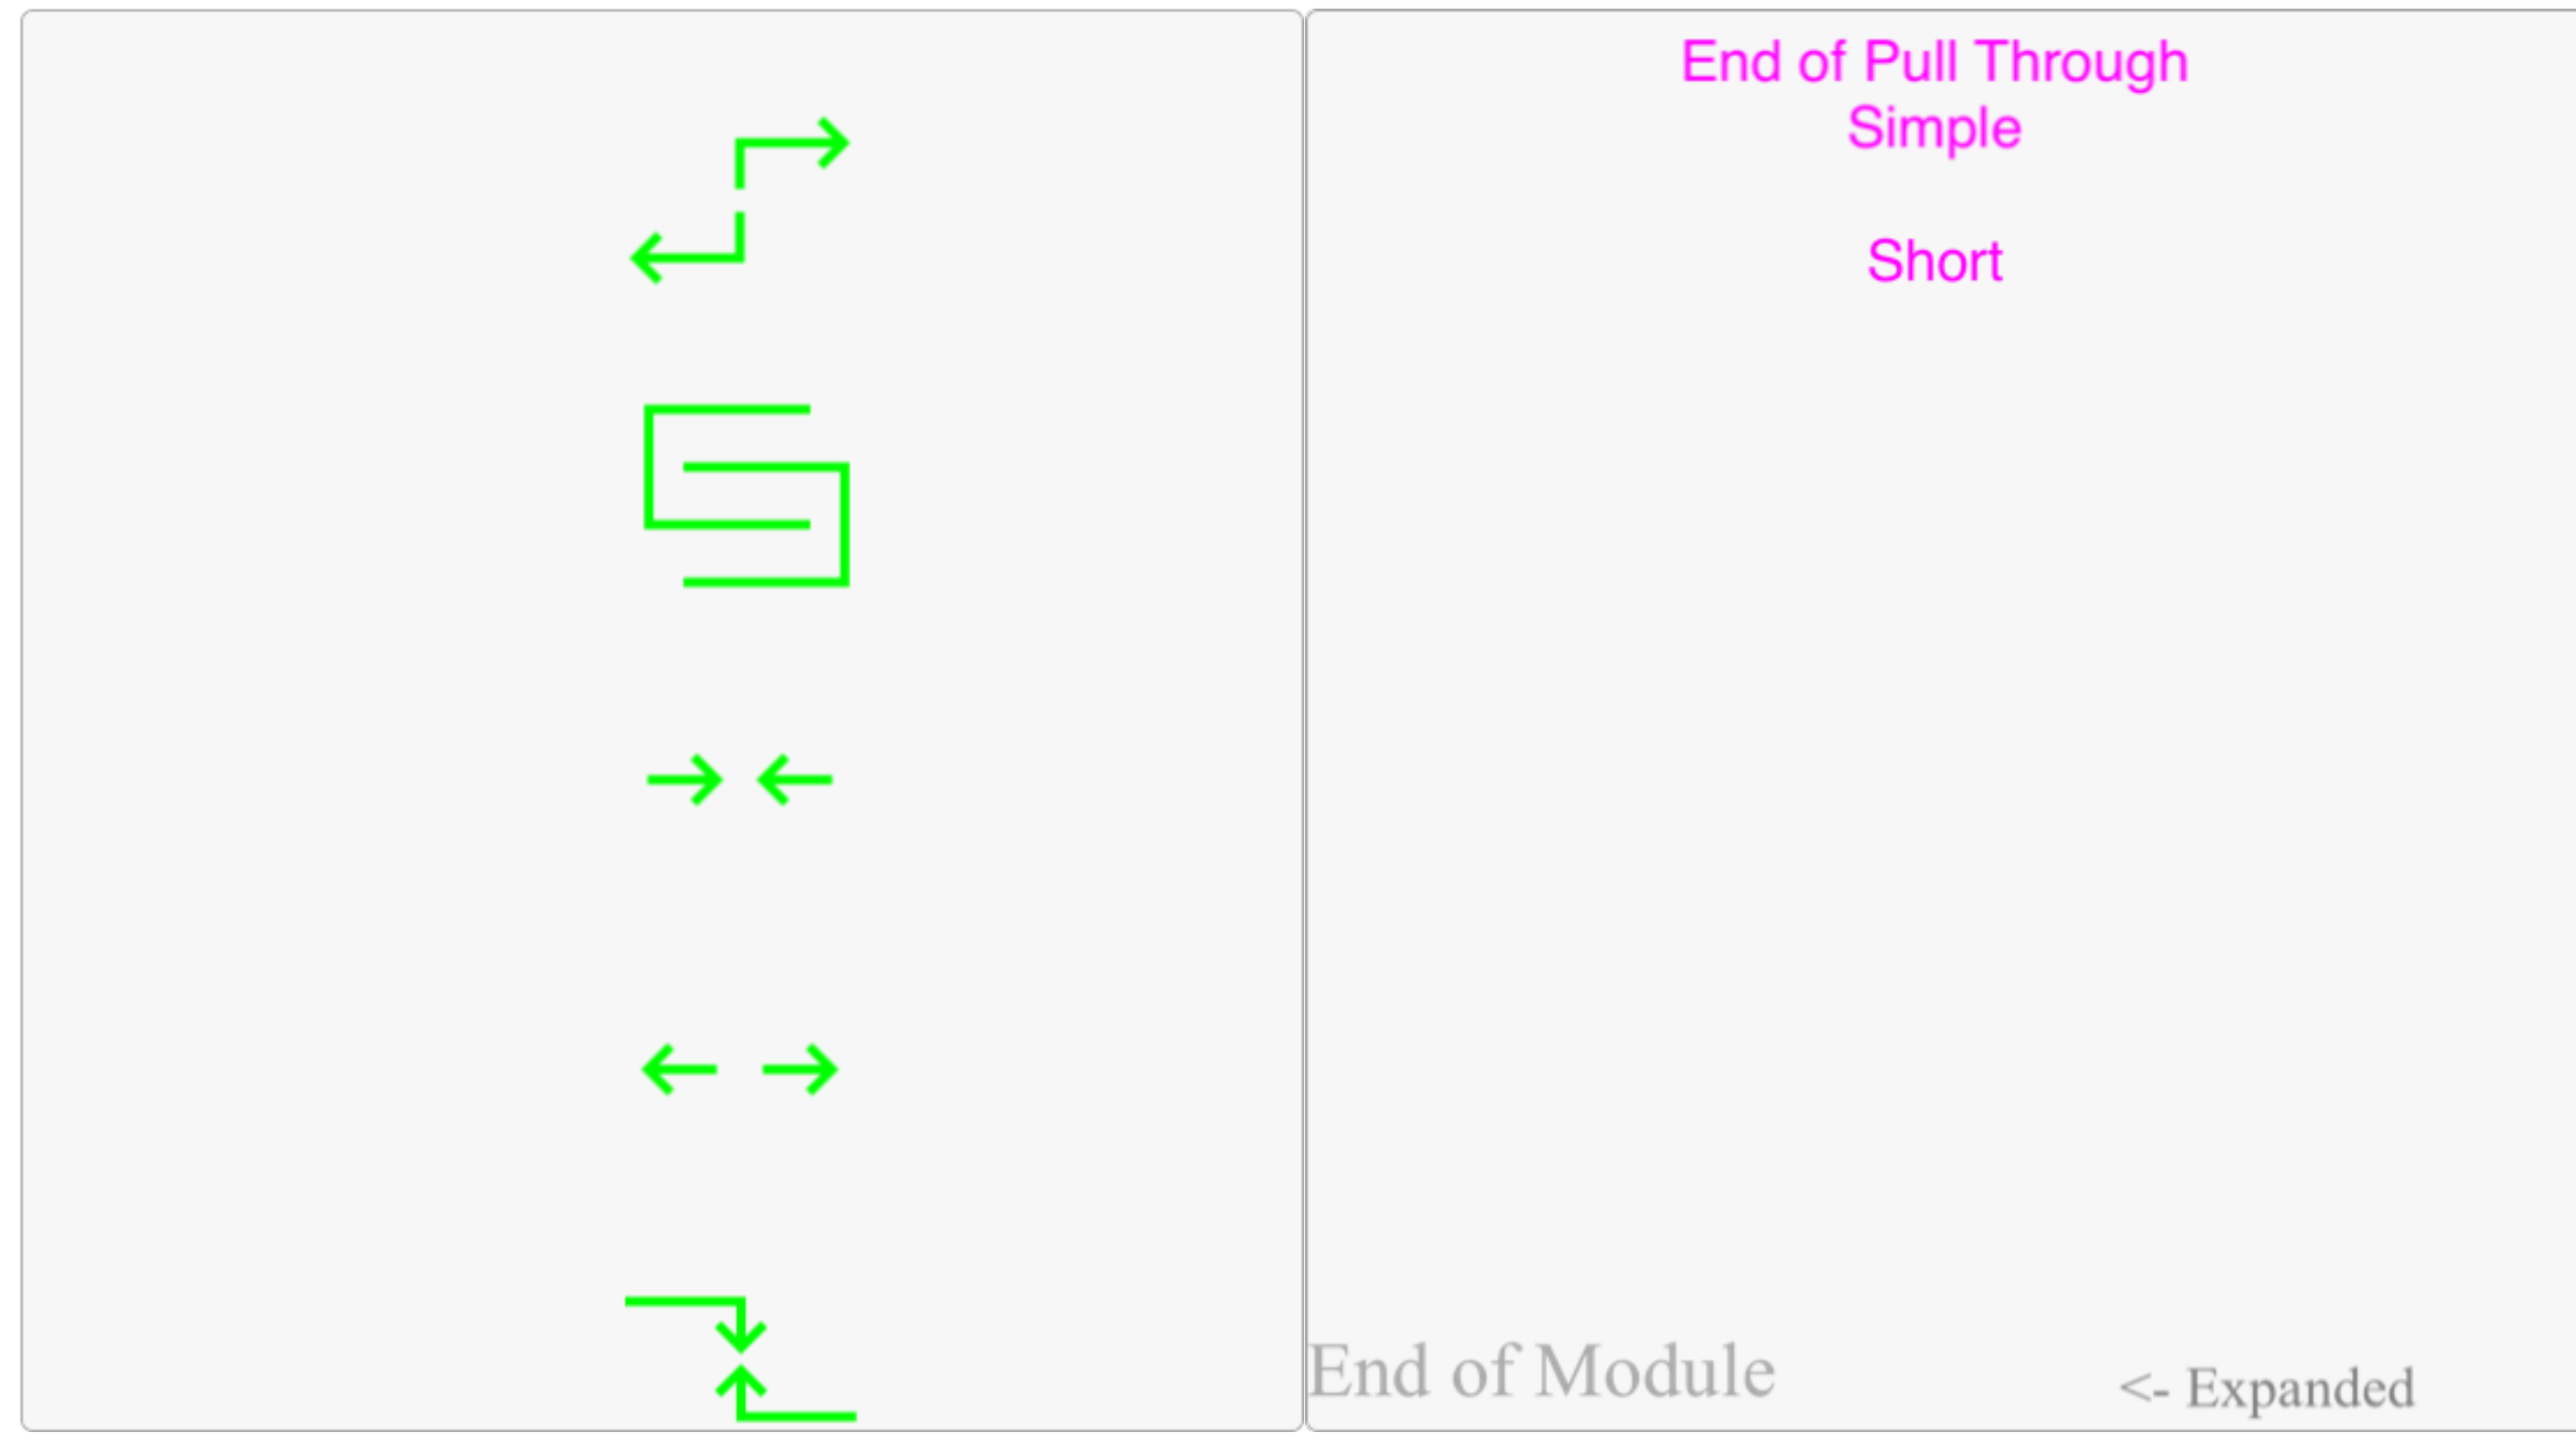 End of Pull Through
Simple
Short
End of Module
<- Expanded